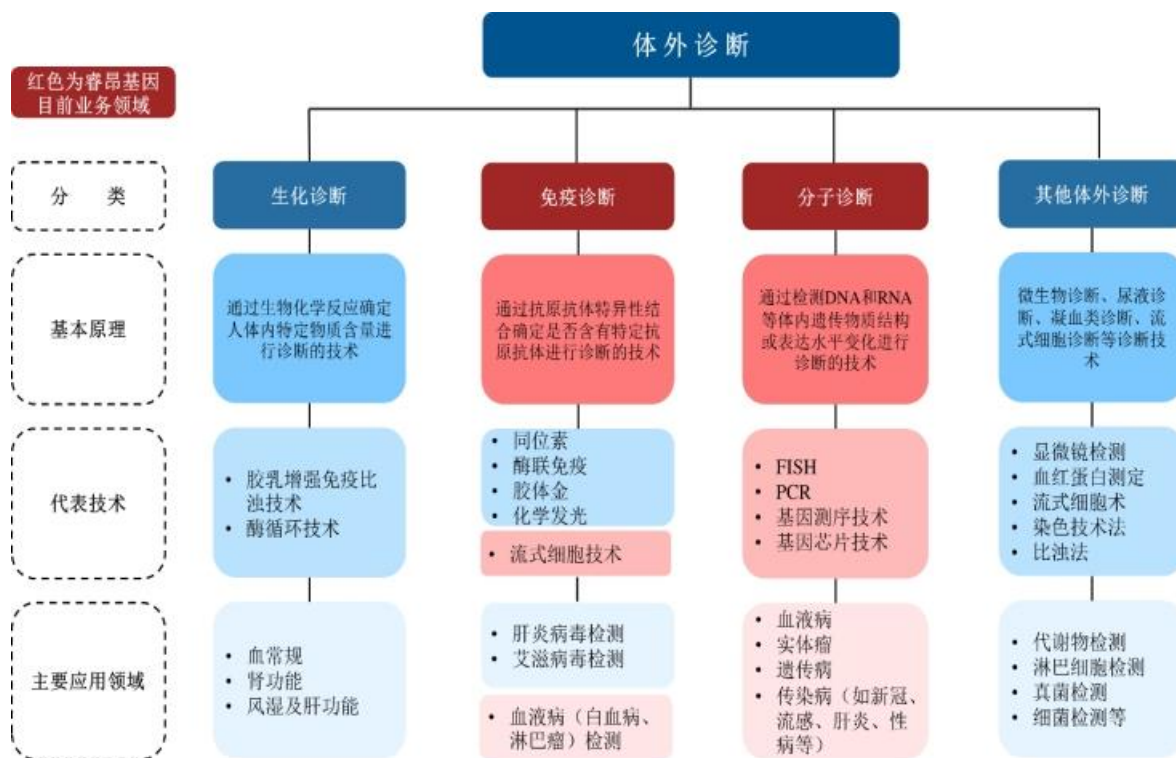 体外诊断
红色为睿昂基因
目前业务领域
分 类
生化诊断
免疫诊断
分子诊断
其他体外诊断
基本原理
通过生物化学反应确定
人体内特定物质含量进
行诊断的技术
通过抗原抗体特异性结
合确定是否含有特定抗
原抗体进行诊断的技术
通过检测DNA和RNA
等体内遗传物质结构
或表达水平变化进行
诊断的技术
微生物诊断、尿液诊
断、凝血类诊断、流
式细胞诊断等诊断技
术
代表技术
• 胶乳增强免疫比
浊技术
• 酶循环技术
• 同位素
• 酶联免疫
• 胶体金
• 化学发光
• 流式细胞技术
• FISH
• PCR
• 基因测序技术
• 基因芯片技术
• 显微镜检测
• 血红蛋白测定
• 流式细胞术
• 染色技术法
• 比浊法
主要应用领域
• 血常规
• 肾功能
• 风湿及肝功能
• 肝炎病毒检测
• 艾滋病毒检测
• 血液病（白血病、
淋巴瘤）检测
• 血液病
• 实体瘤
• 遗传病
• 传染病（如新冠、
流感、肝炎、性
病等）
• 代谢物检测
• 淋巴细胞检测
• 真菌检测
• 细菌检测等